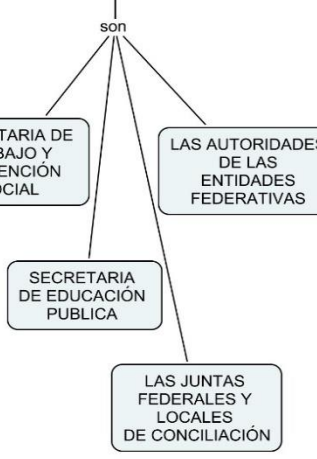 son
TARIA DE
BAJO Y
ENCIÓN
CIAL
LAS AUTORIDADES
DE LAS
ENTIDADES
FEDERATIVAS
SECRETARIA
DE EDUCACIÓN
PUBLICA
LAS JUNTAS
FEDERALES Y
LOCALES
DE CONCILIACIÓN